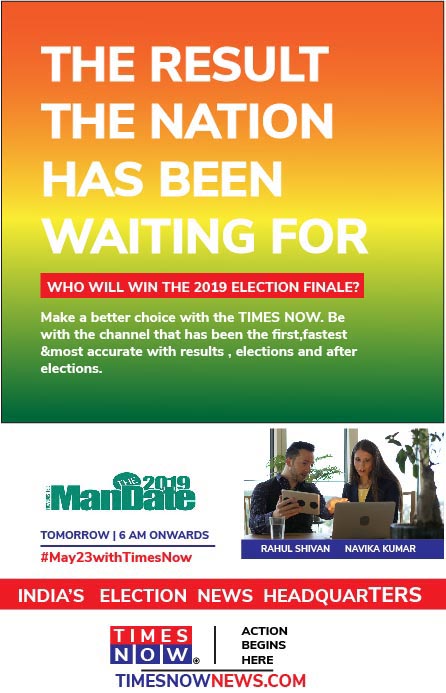 THE RESULT
THE NATION
HAS BEEN
WAITING FOR
WHO WILL WIN THE 2019 ELECTION FINALE?
Make a better choice with the TIMES NOW. Be
with the channel that has been the first,fastest
&most accurate with results , elections and after
elections.
THE 2019
ManDate
TOMORROW | 6 AM ONWARDS
#May23withTimesNow
RAHUL SHIVAN NAVIKA KUMAR
INDIA'S ELECTION NEWS HEADQUARTERS
TIMES
NOW
ACTION
BEGINS
HERE
TIMESNOWNEWS.COM